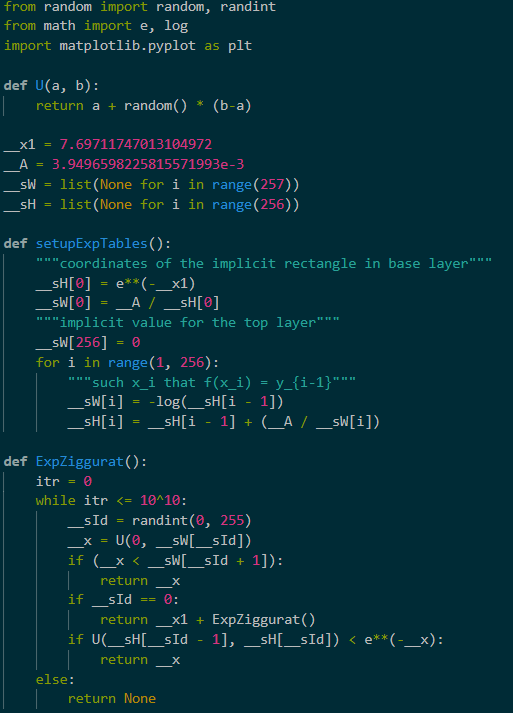 from random import random, randint
from math import e, log
import matplotlib.pyplot as plt

def U(a, b):
    return a + random() * (b-a)

__x1 = 7.69711747013104972
__A = 3.9496598225815571993e-3
__sW = list(None for i in range(257))
__sH = list(None for i in range(256))

def setupExpTables():
    """coordinates of the implicit rectangle in base layer"""
    __sH[0] = e**(-__x1)
    __sW[0] = __A / __sH[0]
    """implicit value for the top layer"""
    __sW[256] = 0
    for i in range(1, 256):
        """such x_i that f(x_i) = y_{i-1}"""
        __sW[i] = -log(__sH[i - 1])
        __sH[i] = __sH[i - 1] + (__A / __sW[i])

def ExpZiggurat():
    itr = 0
    while itr <= 10^10:
        __sId = randint(0, 255)
        __x = U(0, __sW[__sId])
        if (__x < __sW[__sId + 1]):
            return __x
        if __sId == 0:
            return __x1 + ExpZiggurat()
        if U(__sH[__sId - 1], __sH[__sId]) < e**(-__x):
            return __x
    else:
        return None